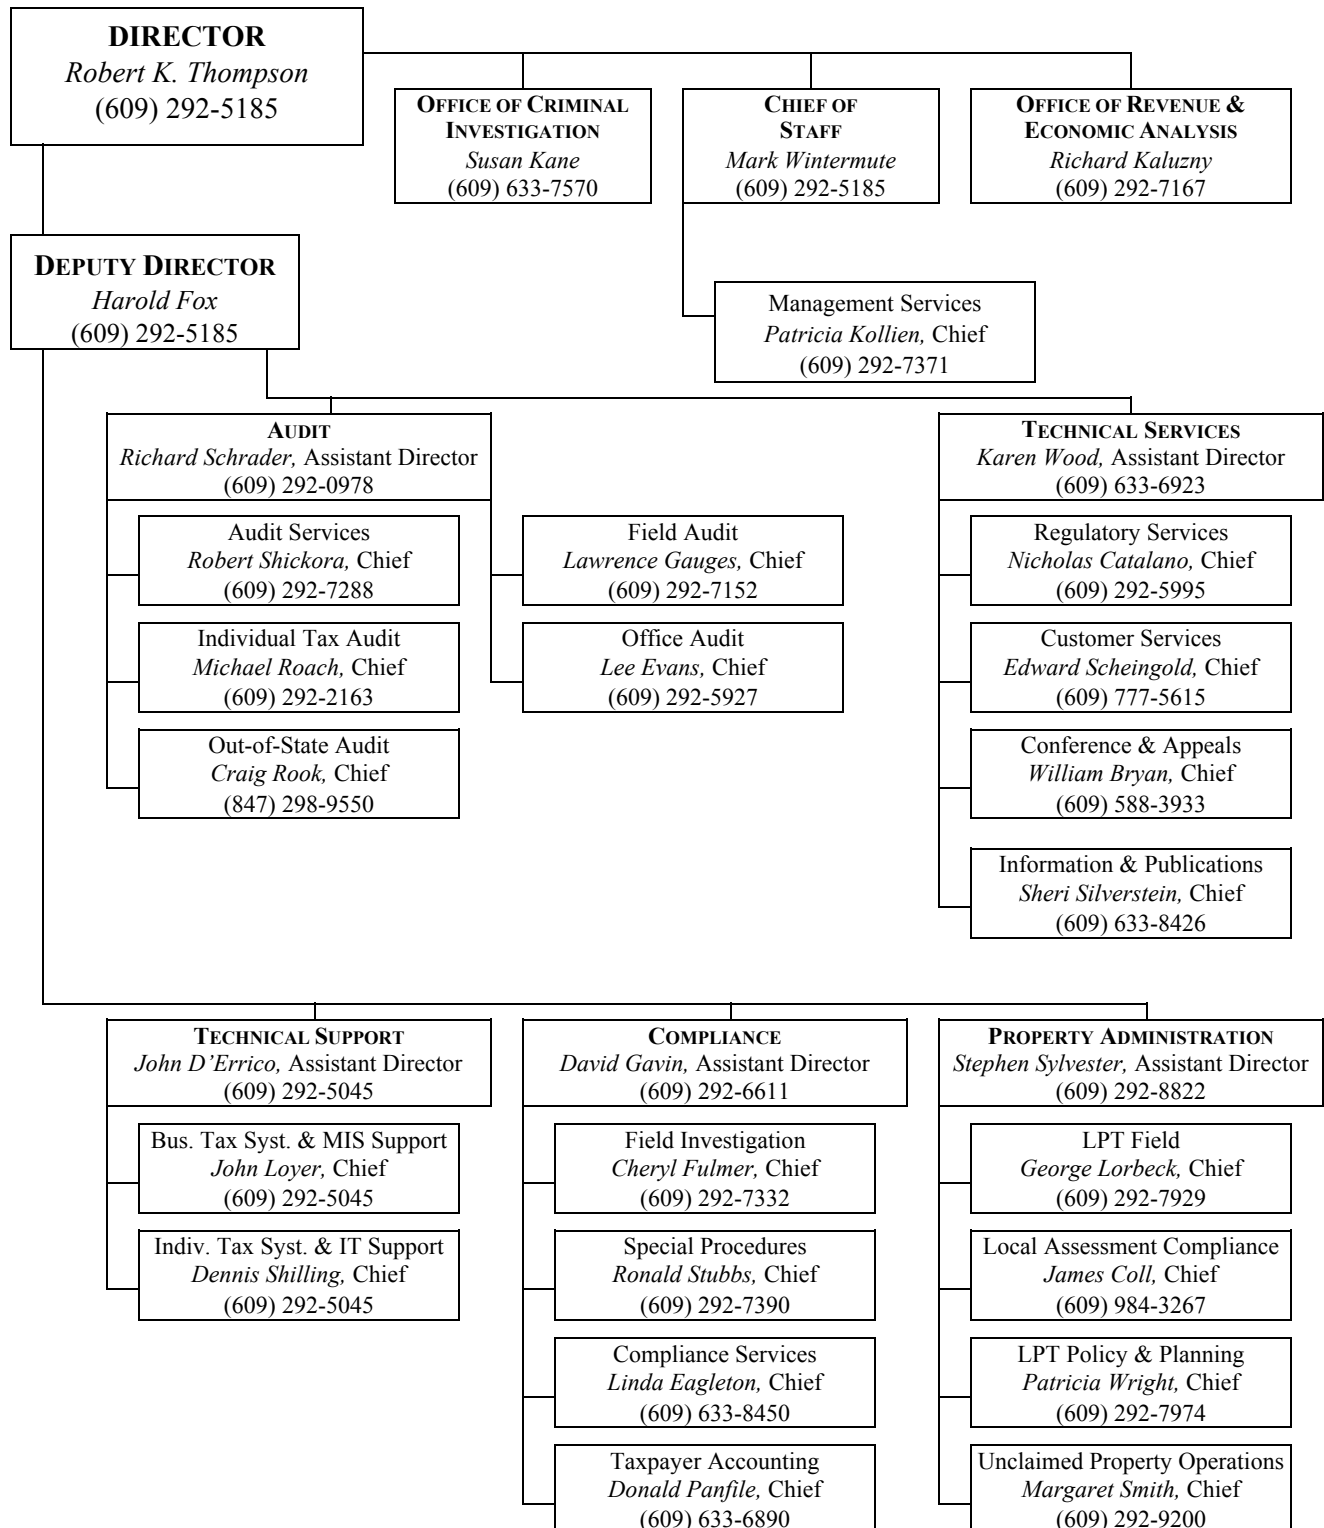 DIRECTOR
Robert K. Thompson
(609) 292-5185
OFFICE OF CRIMINAL
INVESTIGATION
Susan Kane
(609) 633-7570
CHIEF OF
STAFF
Mark Wintermute
(609) 292-5185
OFFICE OF REVENUE &
ECONOMIC ANALYSIS
Richard Kaluzny
(609) 292-7167
DEPUTY DIRECTOR
Harold Fox
(609) 292-5185
Management Services
Patricia Kollien, Chief
(609) 292-7371
AUDIT
Richard Schrader, Assistant Director
(609) 292-0978
Audit Services
Robert Shickora, Chief
(609) 292-7288
Individual Tax Audit
Michael Roach, Chief
(609) 292-2163
Out-of-State Audit
Craig Rook, Chief
(847) 298-9550
Field Audit
Lawrence Gauges, Chief
(609) 292-7152
Office Audit
Lee Evans, Chief
(609) 292-5927
TECHNICAL SERVICES
Karen Wood, Assistant Director
(609) 633-6923
Regulatory Services
Nicholas Catalano, Chief
(609) 292-5995
Customer Services
Edward Scheingold, Chief
(609) 777-5615
Conference & Appeals
William Bryan, Chief
(609) 588-3933
Information & Publications
Sheri Silverstein, Chief
(609) 633-8426
TECHNICAL SUPPORT
John D’Errico, Assistant Director
(609) 292-5045
Bus. Tax Syst. & MIS Support
John Loyer, Chief
(609) 292-5045
Indiv. Tax Syst. & IT Support
Dennis Shilling, Chief
(609) 292-5045
COMPLIANCE
David Gavin, Assistant Director
(609) 292-6611
Field Investigation
Cheryl Fulmer, Chief
(609) 292-7332
Special Procedures
Ronald Stubbs, Chief
(609) 292-7390
Compliance Services
Linda Eagleton, Chief
(609) 633-8450
Taxpayer Accounting
Donald Panfile, Chief
(609) 633-6890
PROPERTY ADMINISTRATION
Stephen Sylvester, Assistant Director
(609) 292-8822
LPT Field
George Lorbeck, Chief
(609) 292-7929
Local Assessment Compliance
James Coll, Chief
(609) 984-3267
LPT Policy & Planning
Patricia Wright, Chief
(609) 292-7974
Unclaimed Property Operations
Margaret Smith, Chief
(609) 292-9200